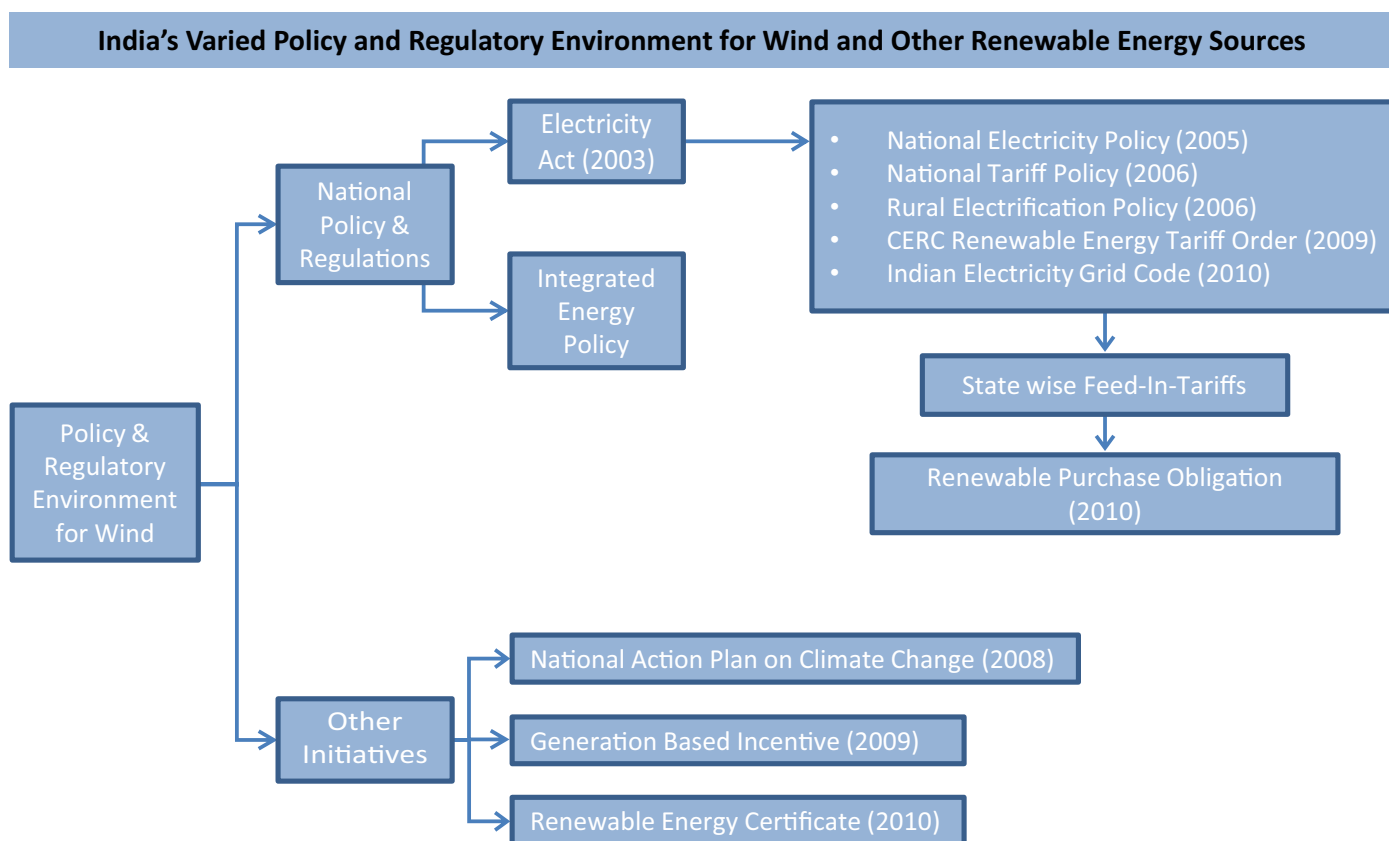 India's Varied Policy and Regulatory Environment for Wind and Other Renewable Energy Sources
Policy &
Regulatory
Environment
for Wind
National
Policy &
Regulations
Electricity
Act (2003)
• National Electricity Policy (2005)
• National Tariff Policy (2006)
• Rural Electrification Policy (2006)
• CERC Renewable Energy Tariff Order (2009)
• Indian Electricity Grid Code (2010)
State wise Feed-In-Tariffs
Renewable Purchase Obligation
(2010)
Integrated
Energy
Policy
Other
Initiatives
National Action Plan on Climate Change (2008)
Generation Based Incentive (2009)
Renewable Energy Certificate (2010)